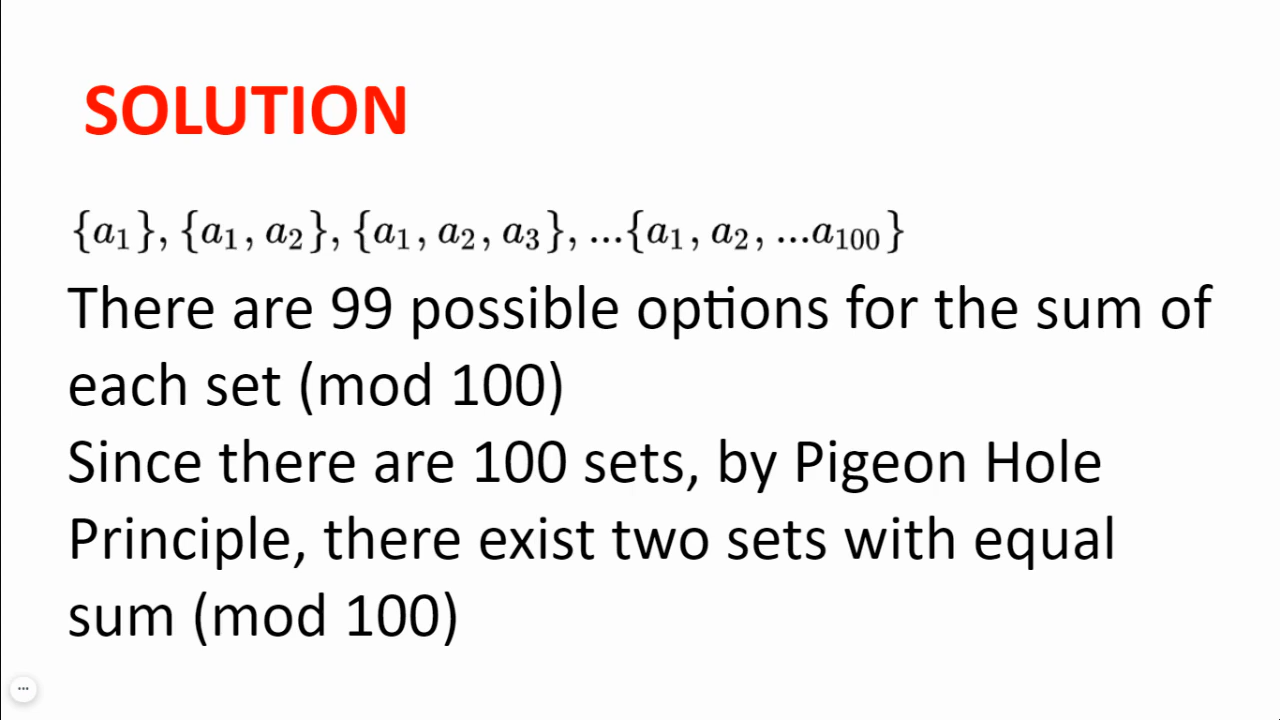 SOLUTION
{a₁}, {a₁, a₂}, {a₁, a₂, a₃}, ...{a₁, a₂, ...a₁₀₀}
There are 99 possible options for the sum of
each set (mod 100)
Since there are 100 sets, by Pigeon Hole
Principle, there exist two sets with equal
sum (mod 100)